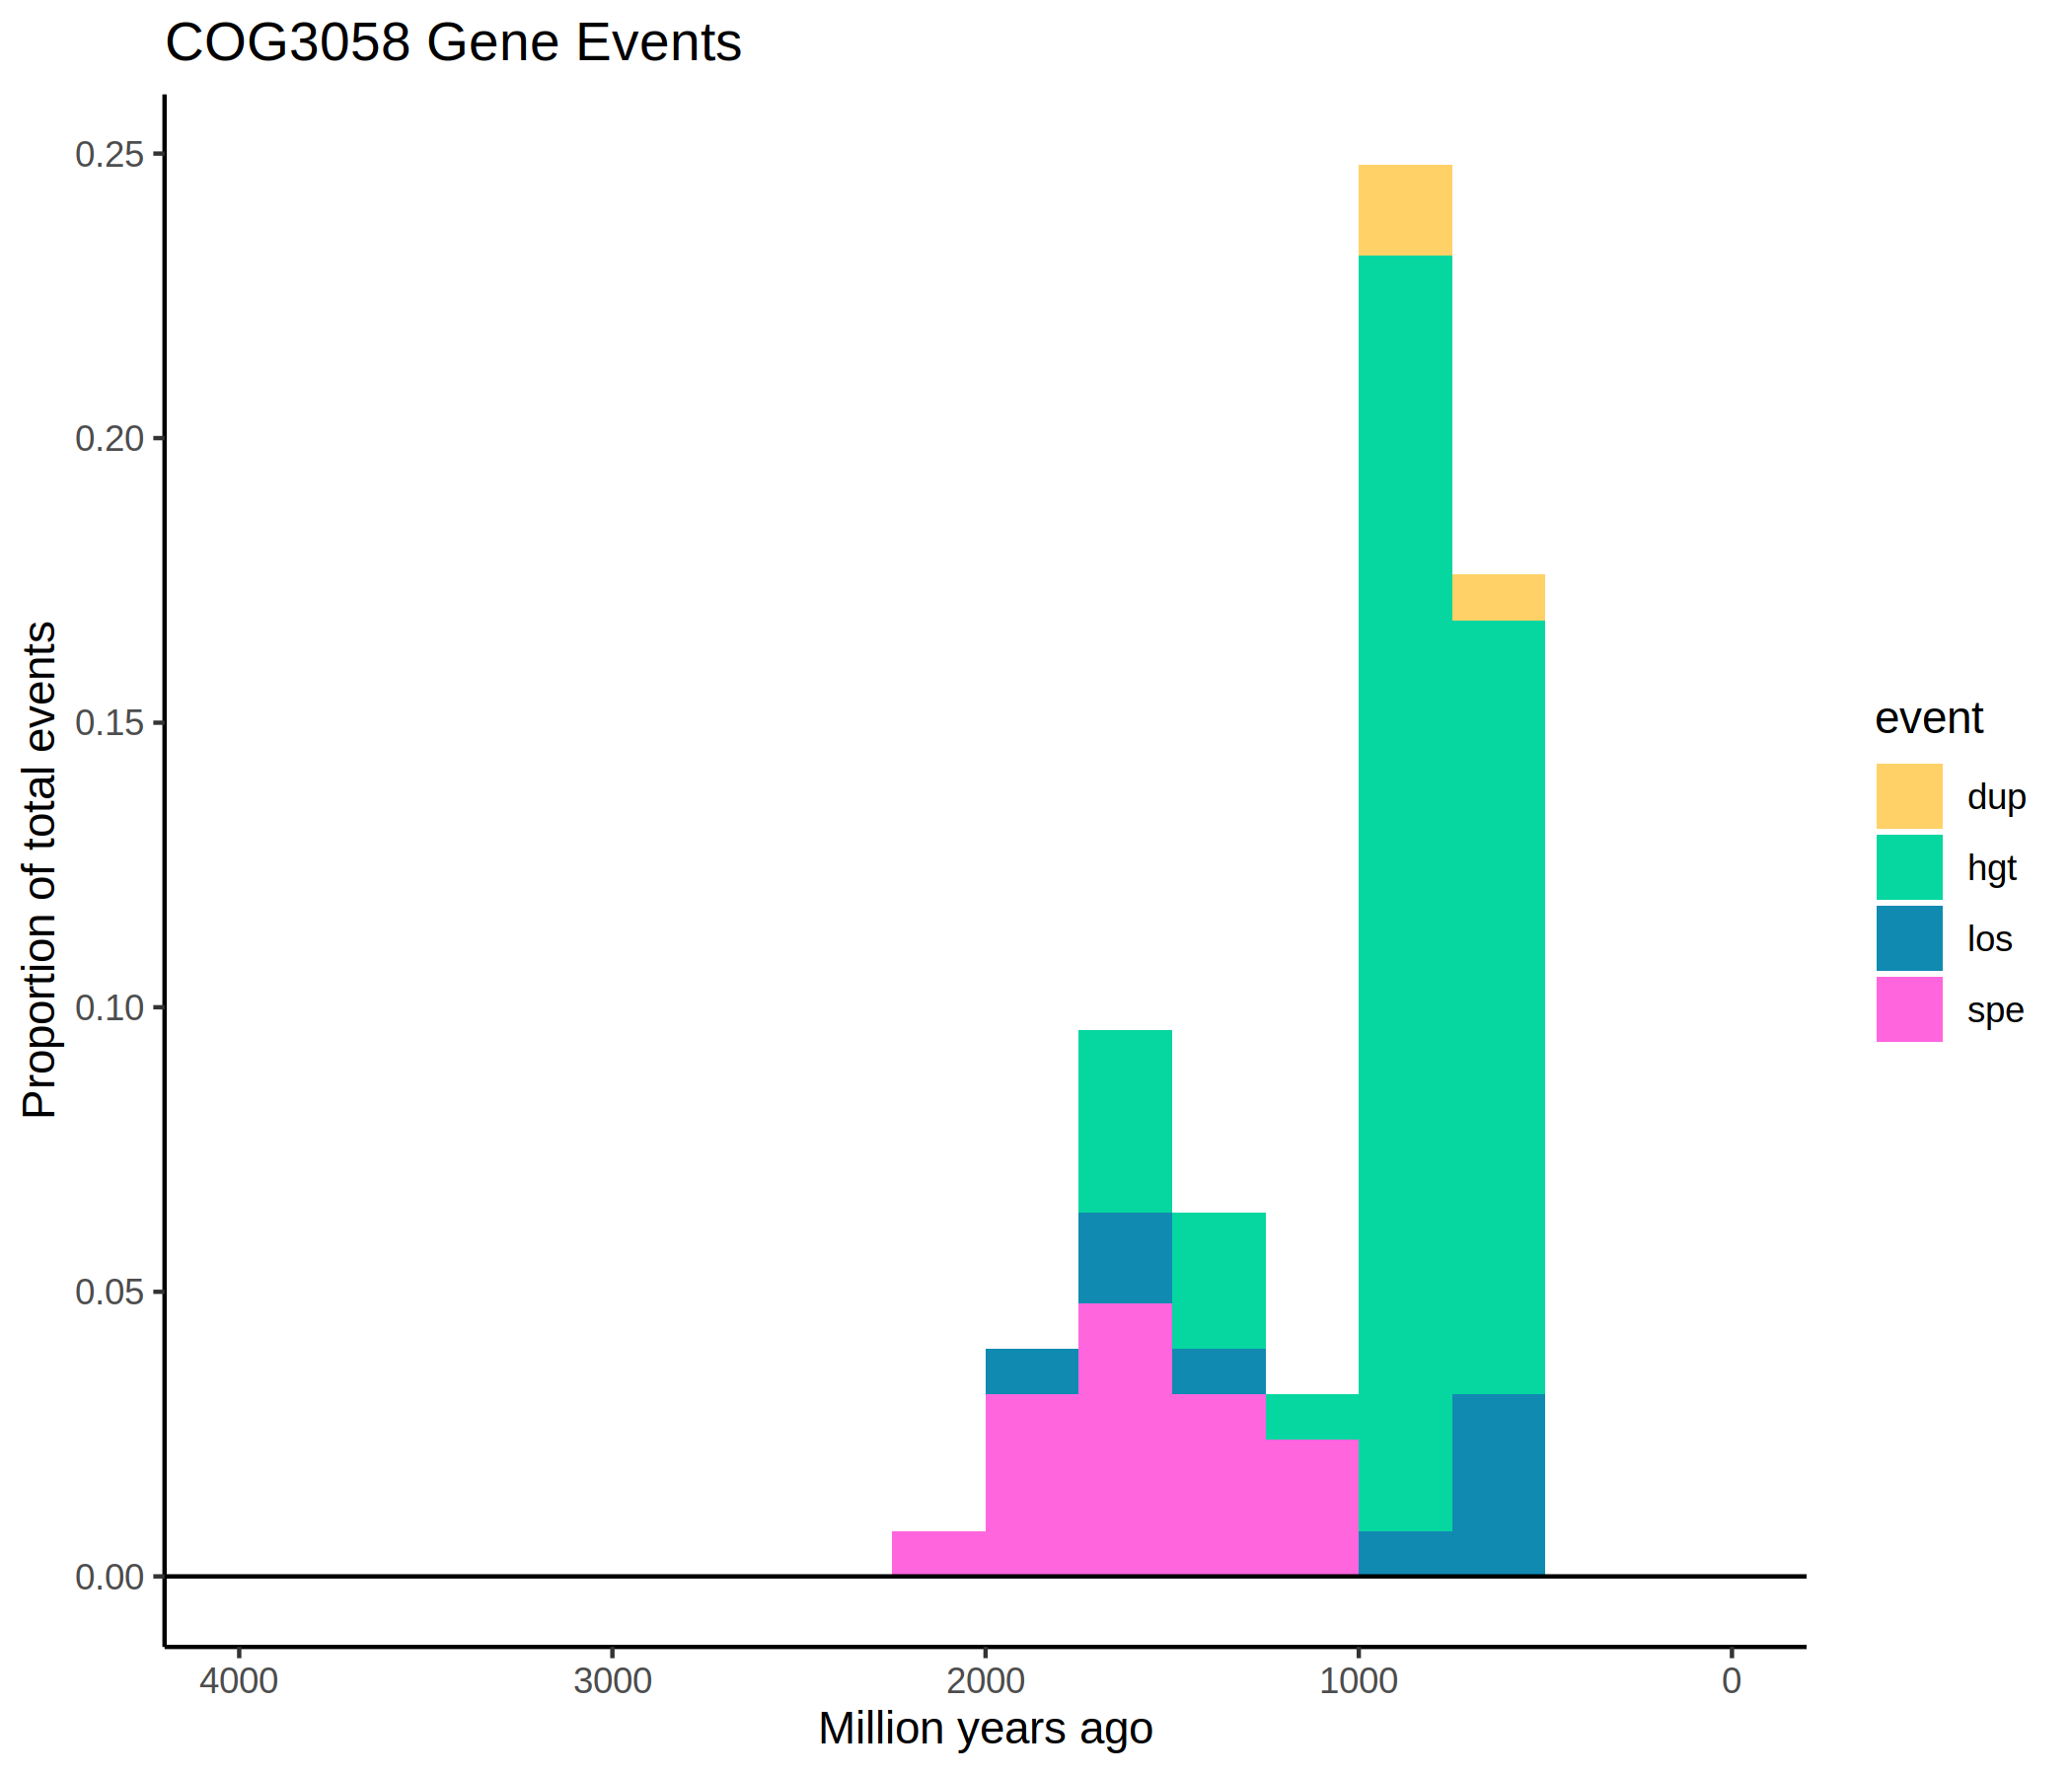 COG3058 Gene Events
Proportion of total events
0.25
0.20
0.15
0.10
0.05
0.00
4000 3000 2000 1000 0
Million years ago
event
dup
hgt
los
spe